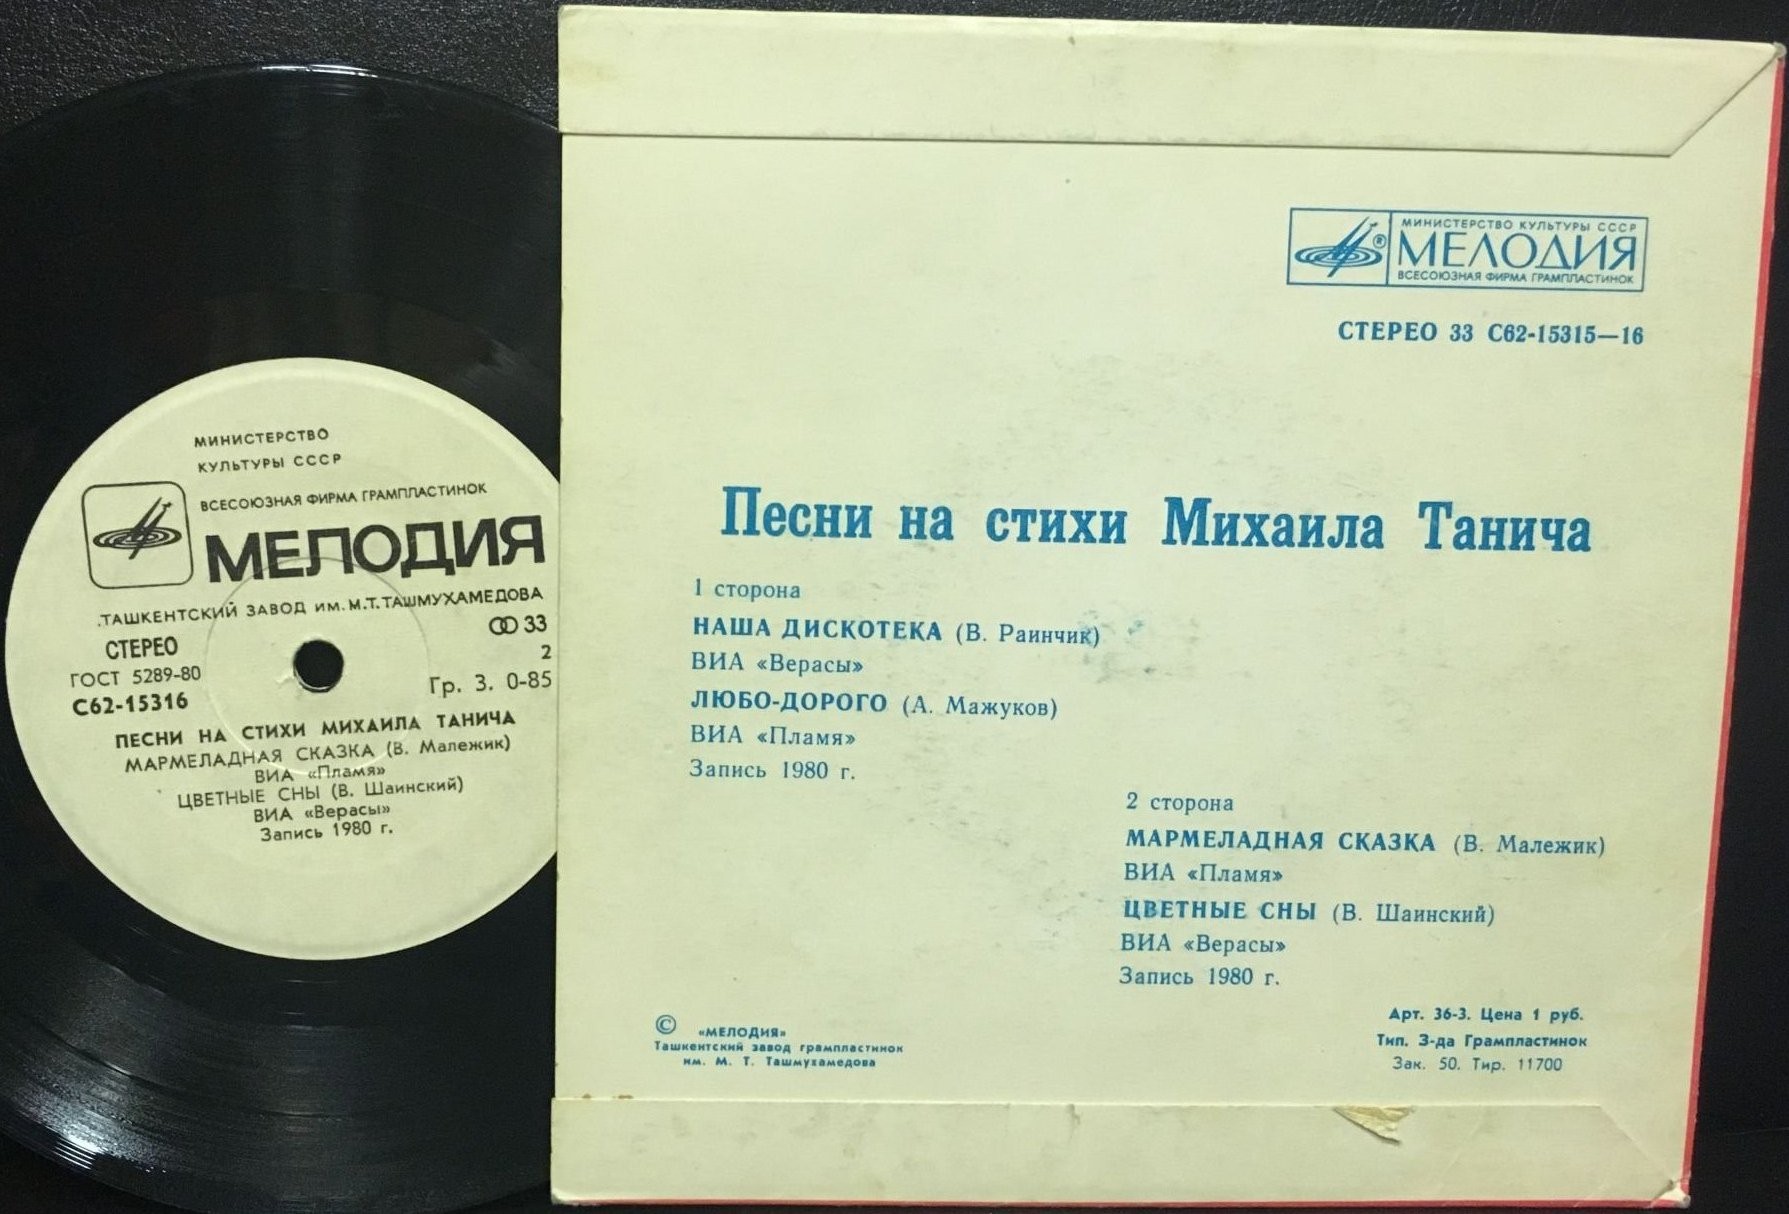 МИНИСТЕРСТВО
КУЛЬТУРЫ СССР
ВСЕСОЮЗНАЯ ФИРМА ГРАМПЛАСТИНОК
МЕЛОДИЯ
ТАШКЕНТСКИЙ ЗАВОД ИМ. М.Т. ТАШМУХАМЕДОВА
СТЕРЕО 33
ГОСТ 5289-80 2
С62-15316 Гр. 3. 0-85
ПЕСНИ НА СТИХИ МИХАИЛА ТАНИЧА
МАРМЕЛАДНАЯ СКАЗКА (В. Малежик)
ВИА «Пламя»
ЦВЕТНЫЕ СНЫ (В. Шаинский)
ВИА «Верасы»
Запись 1980 г.
МИНИСТЕРСТВО КУЛЬТУРЫ СССР
® МЕЛОДИЯ
ВСЕСОЮЗНАЯ ФИРМА ГРАМПЛАСТИНОК
СТЕРЕО 33 С62-15315—16
Песни на стихи Михаила Танича
1 сторона
НАША ДИСКОТЕКА (В. Раинчик)
ВИА «Верасы»
ЛЮБО-ДОРОГО (А. Мажуков)
ВИА «Пламя»
Запись 1980 г.
2 сторона
МАРМЕЛАДНАЯ СКАЗКА (В. Малежик)
ВИА «Пламя»
ЦВЕТНЫЕ СНЫ (В. Шаинский)
ВИА «Верасы»
Запись 1980 г.
© «МЕЛОДИЯ»
Ташкентский завод грампластинок
им. М. Т. Ташмухамедова
Арт. 36-3. Цена 1 руб.
Тип. З-да Грампластинок
Зак. 50. Тир. 11700